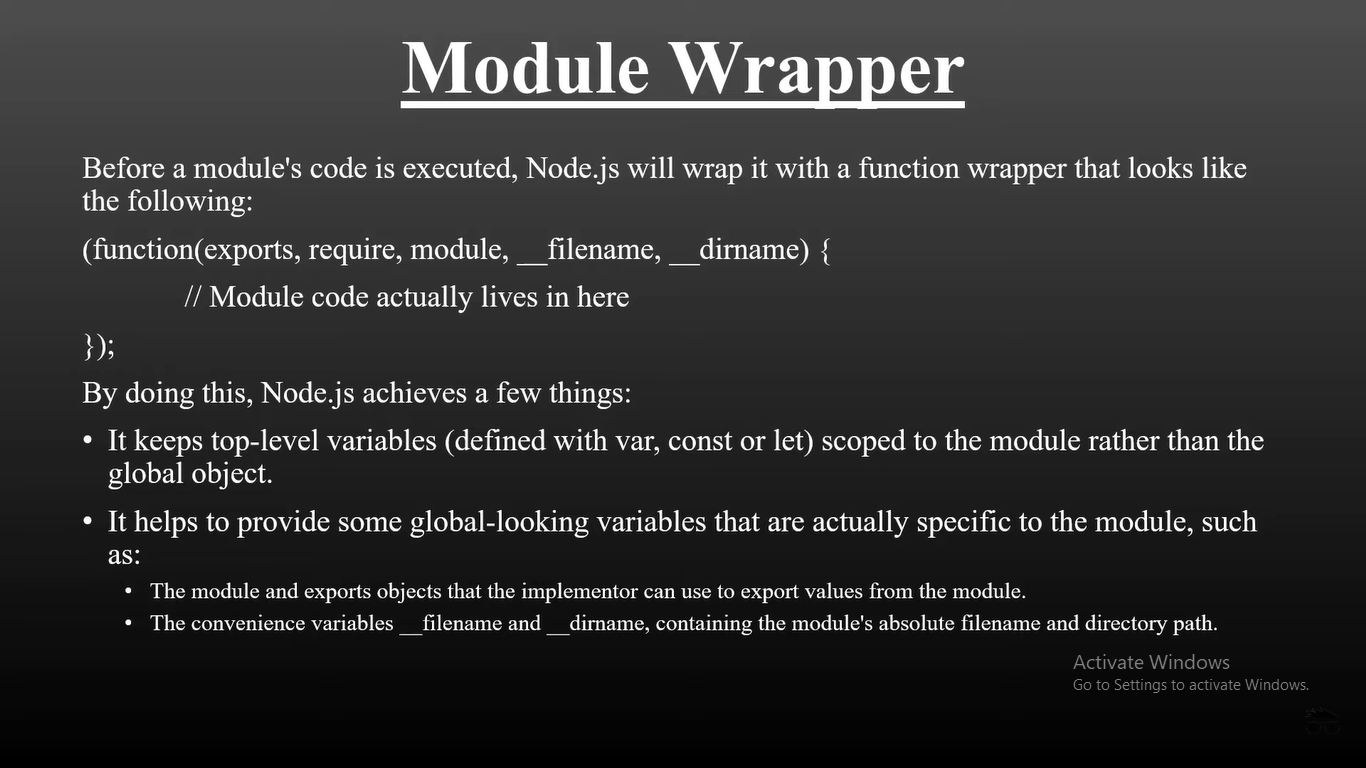 Module Wrapper
Before a module's code is executed, Node.js will wrap it with a function wrapper that looks like
the following:
(function(exports, require, module, __filename, __dirname) {
// Module code actually lives in here
});
By doing this, Node.js achieves a few things:
• It keeps top-level variables (defined with var, const or let) scoped to the module rather than the
global object.
• It helps to provide some global-looking variables that are actually specific to the module, such
as:
• The module and exports objects that the implementor can use to export values from the module.
• The convenience variables __filename and __dirname, containing the module's absolute filename and directory path.
Activate Windows
Go to Settings to activate Windows.